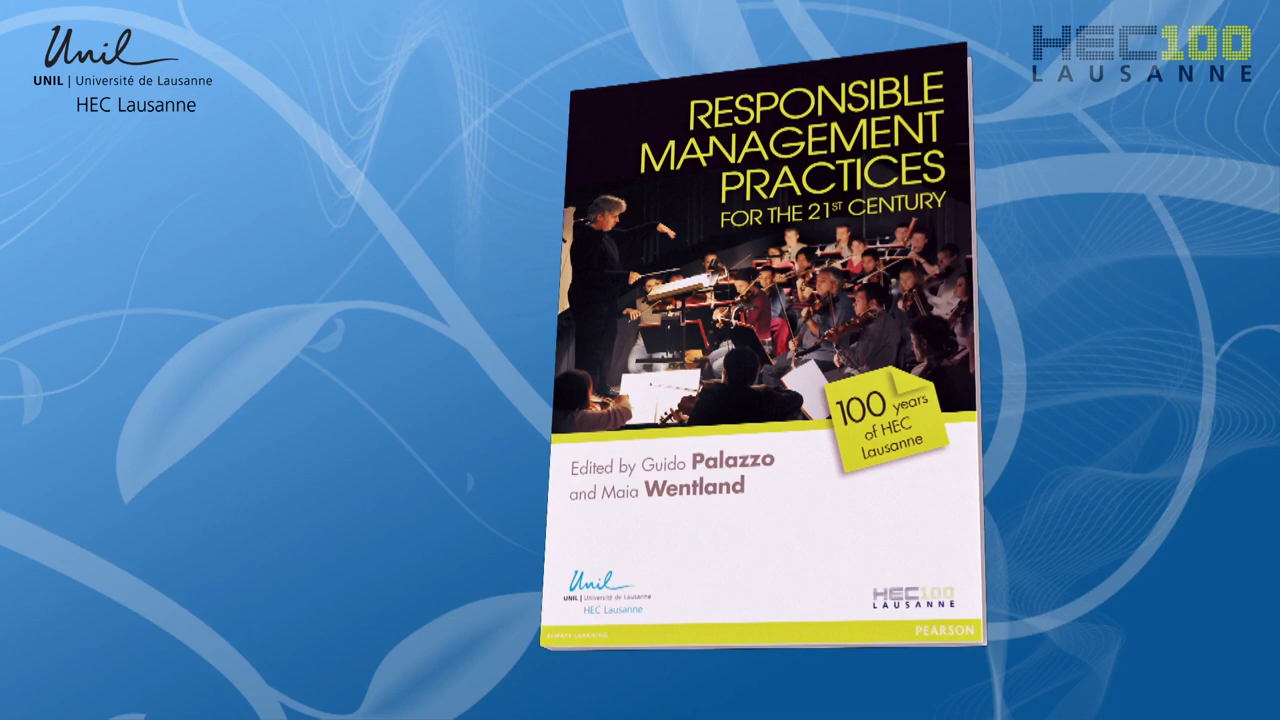 Unil
UNIL | Université de Lausanne
HEC Lausanne
HEC100
LAUSANNE
RESPONSIBLE
MANAGEMENT
PRACTICES
FOR THE 21ST CENTURY
100 years
of HEC
Lausanne
Edited by Guido Palazzo
and Maia Wentland
Unil
UNIL | Université de Lausanne
HEC Lausanne
HEC100
LAUSANNE
ALWAYS LEARNING
PEARSON